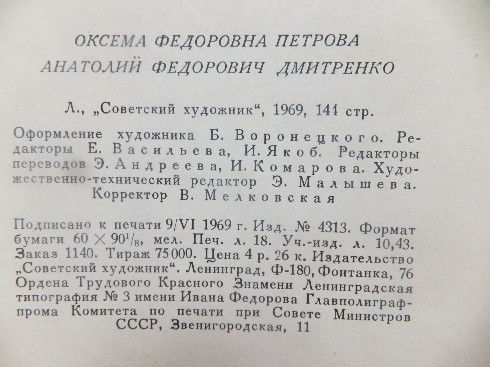 ОКСЕМА ФЕДОРОВНА ПЕТРОВА
АНАТОЛИЙ ФЕДОРОВИЧ ДМИТРЕНКО
Л., „Советский художник", 1969, 144 стр.
Оформление художника Б. Воронецкого. Ре-
дакторы Е. Васильева, И. Якоб. Редакторы
переводов Э. Андреева, И. Комарова. Худо-
жественно-технический редактор Э. Малышева.
Корректор В. Мелковская
Подписано к печати 9/VI 1969 г. Изд. № 4313. Формат
бумаги 60 × 90¹/₈, мел. Печ. л. 18. Уч.-изд. л. 10,43.
Заказ 1140. Тираж 75000. Цена 4 р. 26 к. Издательство
„Советский художник". Ленинград, Ф-180, Фонтанка, 76
Ордена Трудового Красного Знамени Ленинградская
типография № 3 имени Ивана Федорова Главполиграф-
прома Комитета по печати при Совете Министров
СССР, Звенигородская, 11